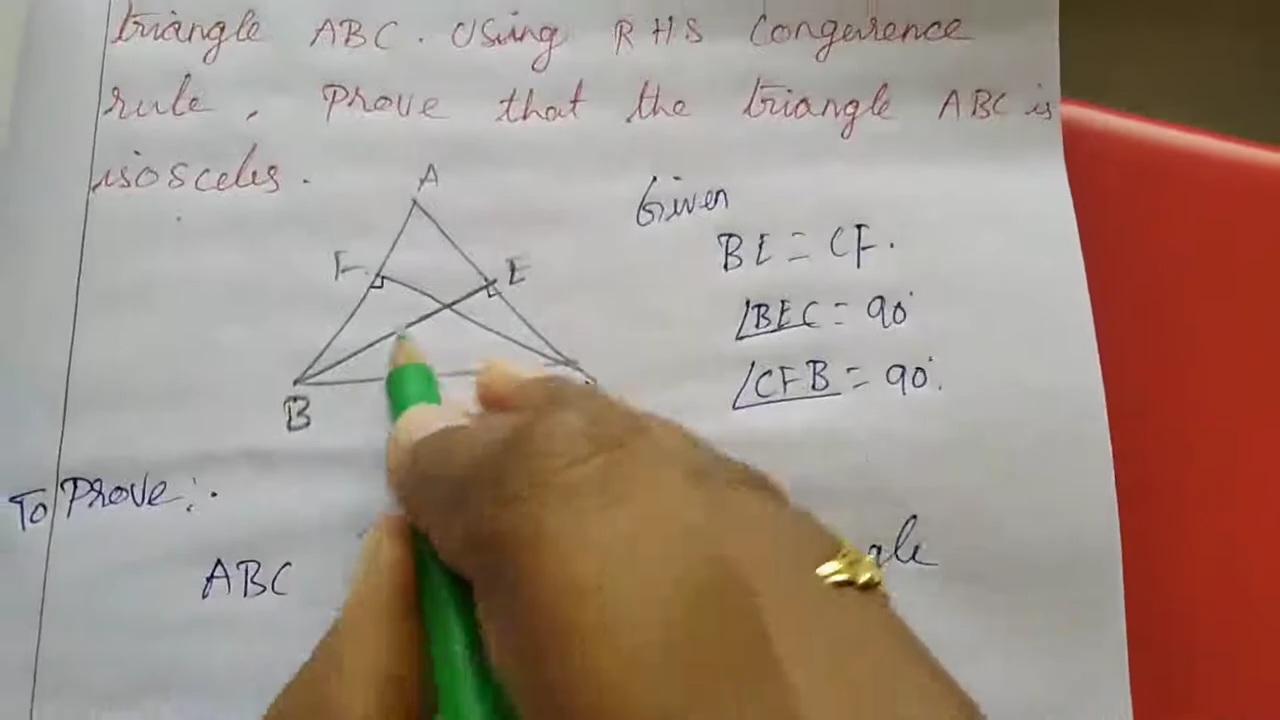 triangle ABC. Using RHS Congurence
rule, Prove that the triangle ABC is
isosceles.
A
F
E
B
Given
BE = CF.
∠BEC = 90°
∠CFB = 90°.
To Prove:.
ABC